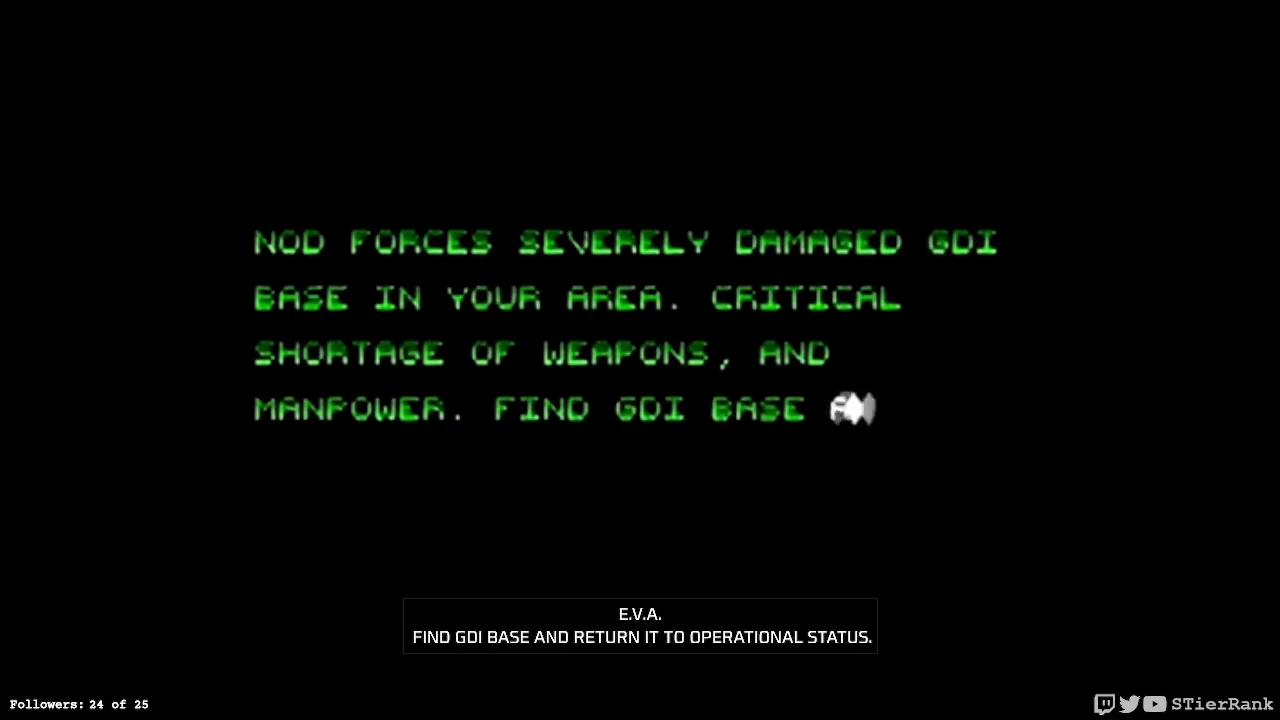 NOD FORCES SEVERELY DAMAGED GDI
BASE IN YOUR AREA. CRITICAL
SHORTAGE OF WEAPONS, AND
MANPOWER. FIND GDI BASE
E.V.A.
FIND GDI BASE AND RETURN IT TO OPERATIONAL STATUS.
Followers: 24 of 25
STierRank